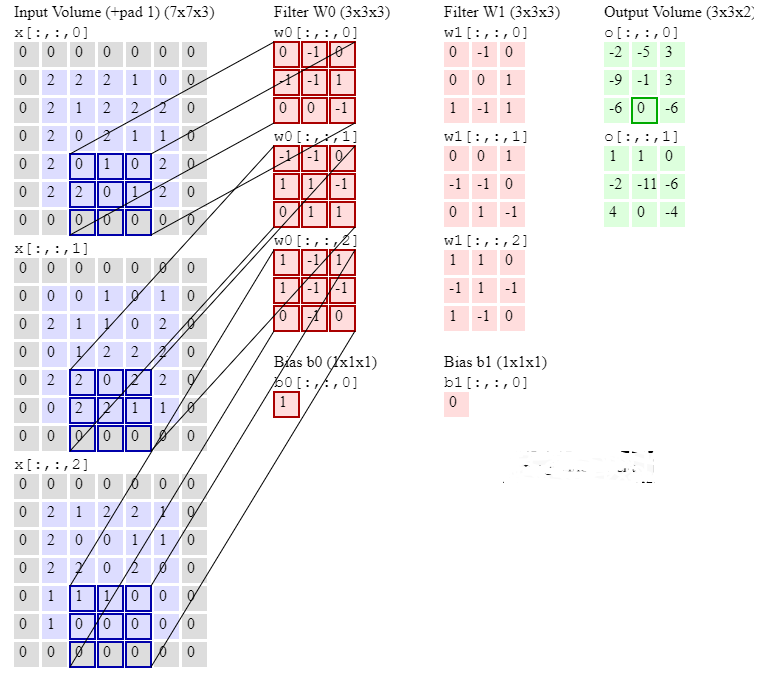 Input Volume (+pad 1) (7x7x3)
x[:,:,0]
0 0 0 0 0 0 0
0 2 2 2 1 0 0
0 2 1 2 2 2 0
0 2 0 2 1 1 0
0 2 0 1 0 2 0
0 2 2 0 1 2 0
0 0 0 0 0 0 0
x[:,:,1]
0 0 0 0 0 0 0
0 0 0 1 0 1 0
0 2 1 1 0 2 0
0 0 1 2 2 2 0
0 2 2 0 2 2 0
0 0 2 2 1 1 0
0 0 0 0 0 0 0
x[:,:,2]
0 0 0 0 0 0 0
0 2 1 2 2 1 0
0 2 0 0 1 1 0
0 2 2 0 2 0 0
0 1 1 1 0 0 0
0 1 0 0 0 0 0
0 0 0 0 0 0 0
Filter W0 (3x3x3)
w0[:,:,0]
0 -1 0
-1 -1 1
0 0 -1
w0[:,:,1]
-1 -1 0
1 1 -1
0 1 1
w0[:,:,2]
1 -1 1
1 -1 -1
0 -1 0
Bias b0 (1x1x1)
b0[:,:,0]
1
Filter W1 (3x3x3)
w1[:,:,0]
0 -1 0
0 0 1
1 -1 1
w1[:,:,1]
0 0 1
-1 -1 0
0 1 -1
w1[:,:,2]
1 1 0
-1 1 -1
1 -1 0
Bias b1 (1x1x1)
b1[:,:,0]
0
Output Volume (3x3x2)
o[:,:,0]
-2 -5 3
-9 -1 3
-6 0 -6
o[:,:,1]
1 1 0
-2 -11 -6
4 0 -4